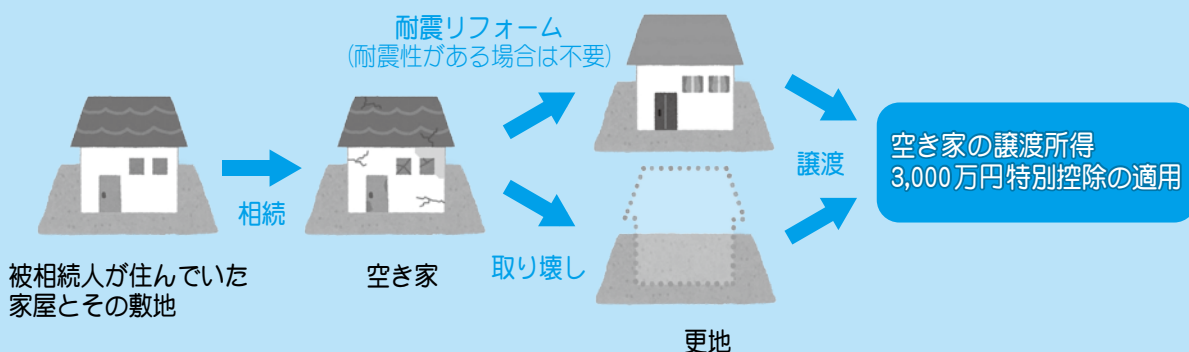 耐震リフォーム
(耐震性がある場合は不要)
相続
取り壊し
譲渡
空き家の譲渡所得
3,000万円特別控除の適用
被相続人が住んでいた
家屋とその敷地
空き家
更地